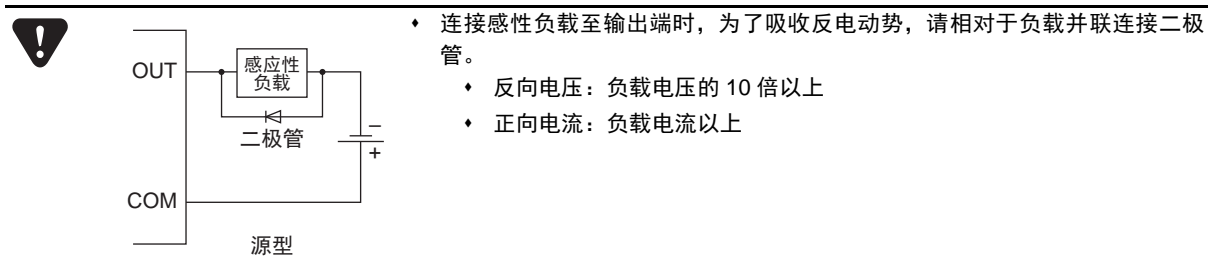 连接感性负载至输出端时，为了吸收反电动势，请相对于负载并联连接二极
管。
反向电压：负载电压的 10 倍以上
正向电流：负载电流以上
OUT
感应性
负载
二极管
−
+
COM
源型